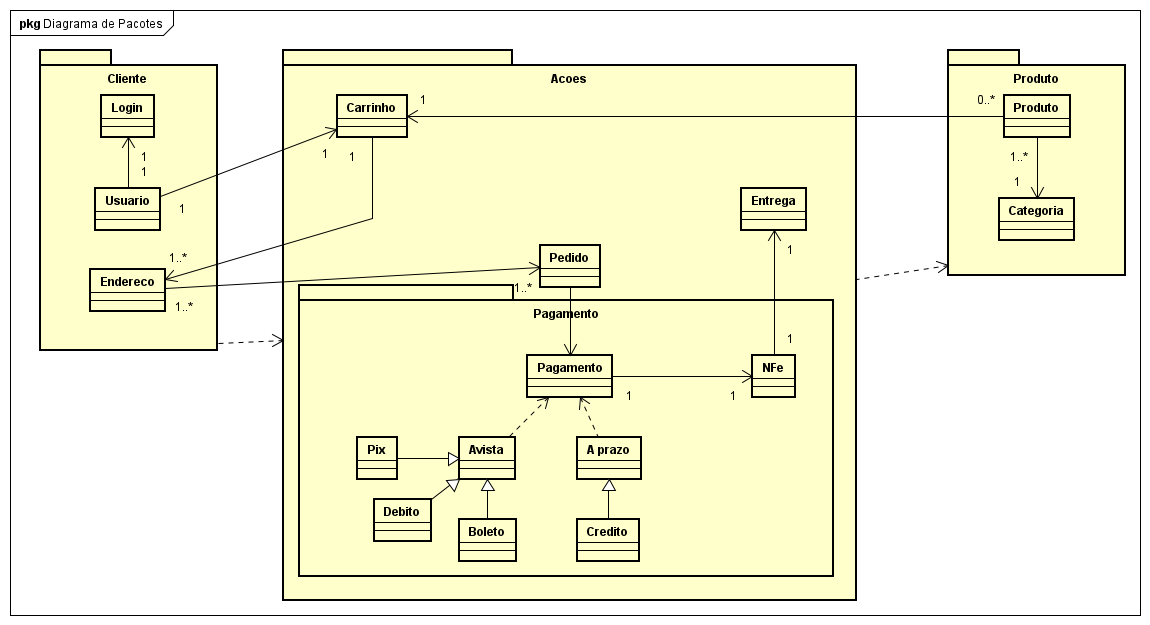 pkg Diagrama de Pacotes
Cliente
Acoes
Produto
Login
Carrinho
1
0..*
Produto
1
1
1
1
1..*
1
Usuario
1
Entrega
Categoria
1
1..*
Pedido
Endereco
1..*
1..*
Pagamento
1
Pagamento
NFe
1
1
Pix
Avista
A prazo
Debito
Boleto
Credito